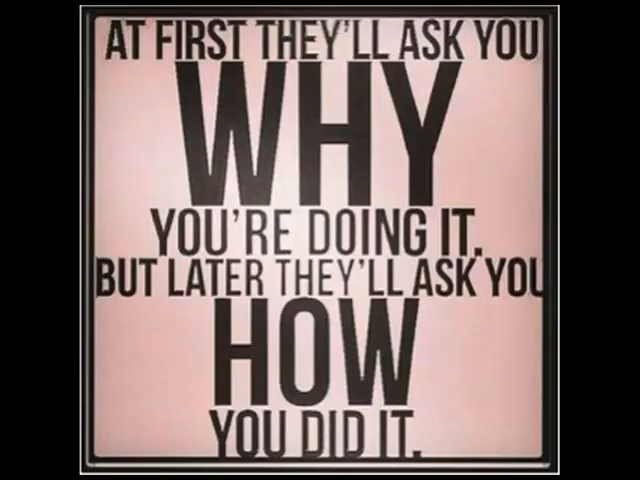 AT FIRST THEY'LL ASK YOU
WHY
YOU'RE DOING IT.
BUT LATER THEY'LL ASK YOU
HOW
YOU DID IT.